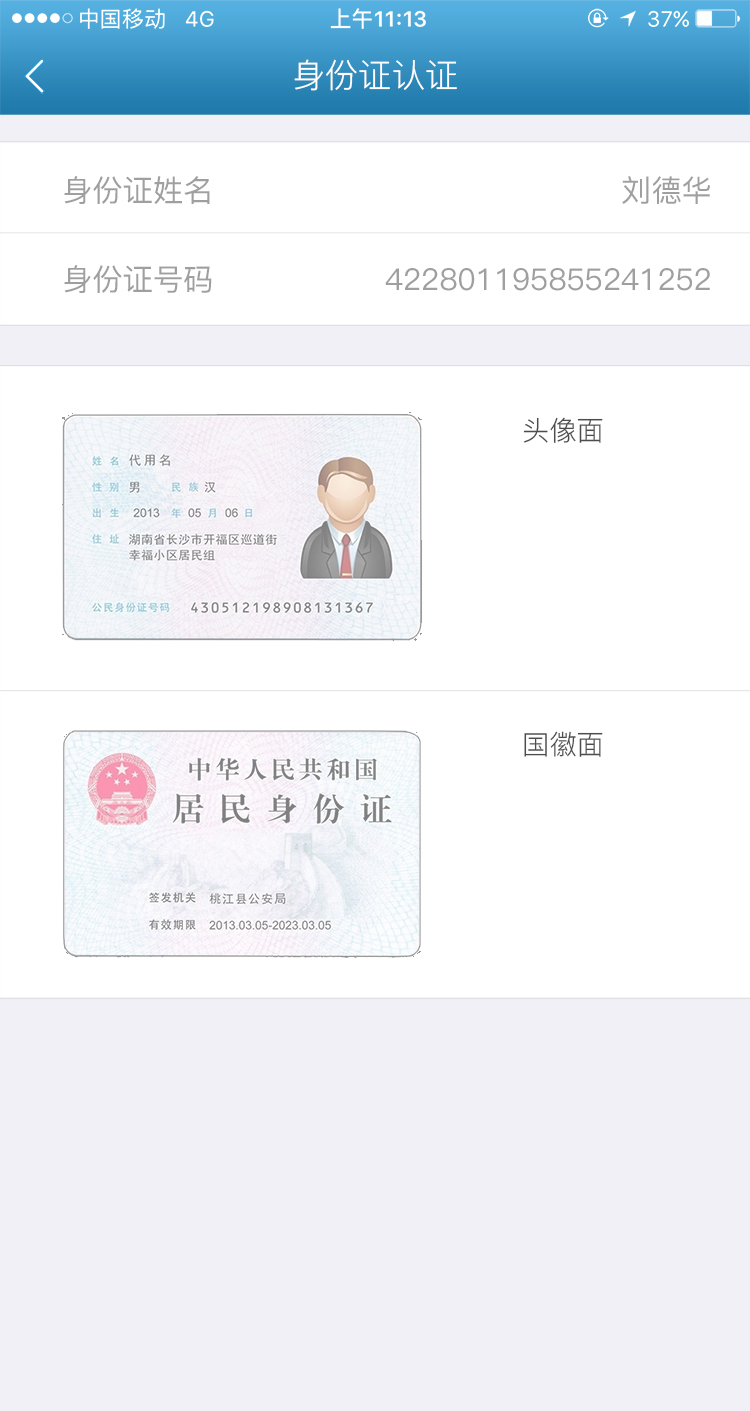 中国移动 4G 上午11:13 37%
身份证认证
身份证姓名 刘德华
身份证号码 422801195855241252
头像面
姓名 代用名
性别 男 民族 汉
出生 2013 年 05 月 06 日
住址 湖南省长沙市开福区巡道街
幸福小区居民组
公民身份证号码 430512198908131367
国徽面
中华人民共和国
居民身份证
签发机关 桃江县公安局
有效期限 2013.03.05-2023.03.05